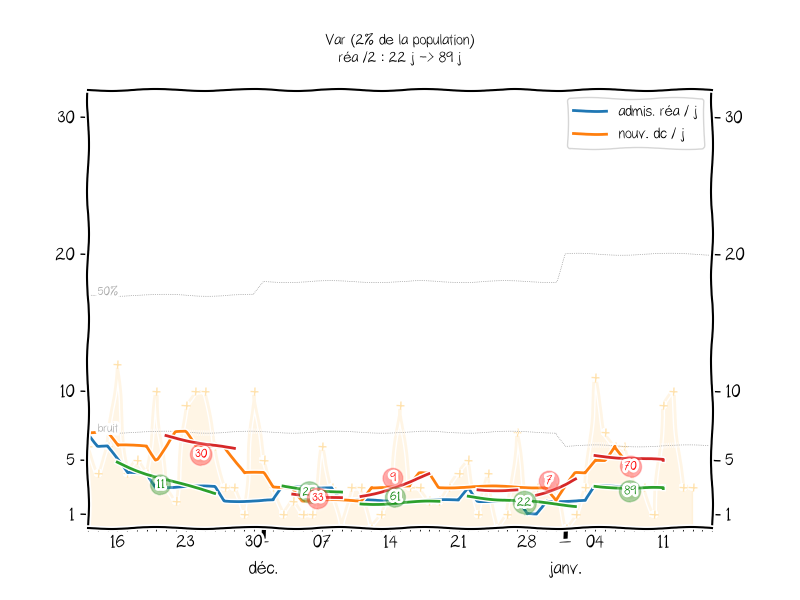 Var (2% de la population)
réa /2 : 22 j -> 89 j
30 30
admis. réa / j
nouv. dc / j
20 20
50%
10 10
bruit
5 5
1 1
30 9 7 70
11 33 61 22 89
16 23 30 07 14 21 28 04 11
déc. janv.